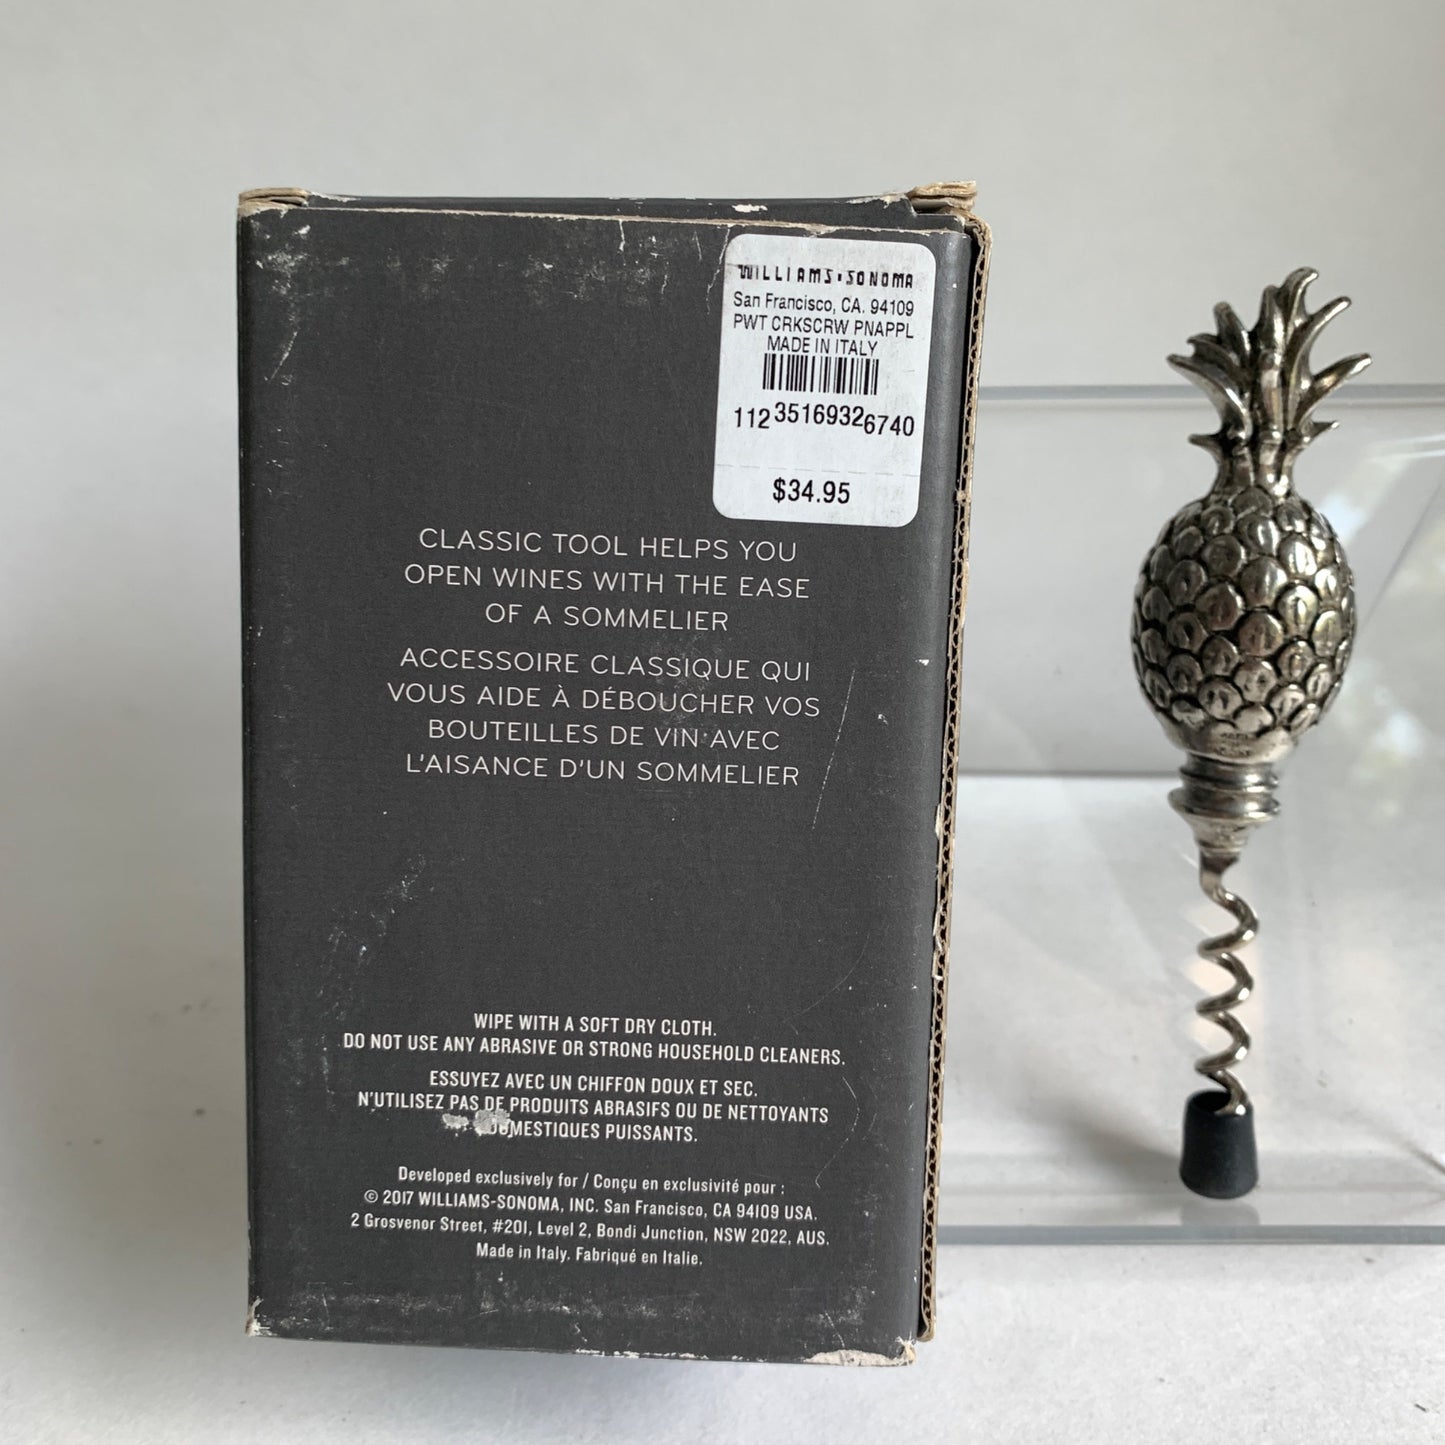 WILLIAMS·SONOMA
San Francisco, CA. 94109
PWT CRKSCRW PNAPPL
MADE IN ITALY
112 35169326740
$34.95
CLASSIC TOOL HELPS YOU
OPEN WINES WITH THE EASE
OF A SOMMELIER
ACCESSOIRE CLASSIQUE QUI
VOUS AIDE À DÉBOUCHER VOS
BOUTEILLES DE VIN AVEC
L'AISANCE D'UN SOMMELIER
WIPE WITH A SOFT DRY CLOTH.
DO NOT USE ANY ABRASIVE OR STRONG HOUSEHOLD CLEANERS.
ESSUYEZ AVEC UN CHIFFON DOUX ET SEC.
N'UTILISEZ PAS DE PRODUITS ABRASIFS OU DE NETTOYANTS
DOMESTIQUES PUISSANTS.
Developed exclusively for / Conçu en exclusivité pour :
© 2017 WILLIAMS-SONOMA, INC. San Francisco, CA 94109 USA.
2 Grosvenor Street, #201, Level 2, Bondi Junction, NSW 2022, AUS.
Made in Italy. Fabriqué en Italie.